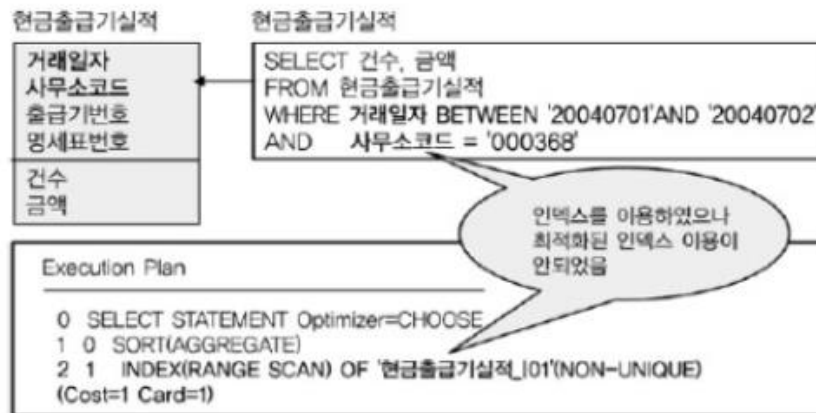 현금출급기실적
거래일자
사무소코드
출급기번호
명세표번호
건수
금액
현금출급기실적
SELECT 건수, 금액
FROM 현금출급기실적
WHERE 거래일자 BETWEEN '20040701'AND '20040702'
AND 사무소코드 = '000368'
인덱스를 이용하였으나
최적화된 인덱스 이용이
안되었음
Execution Plan
0 SELECT STATEMENT Optimizer=CHOOSE
1 0 SORT(AGGREGATE)
2 1 INDEX(RANGE SCAN) OF '현금출급기실적_I01'(NON-UNIQUE)
(Cost=1 Card=1)